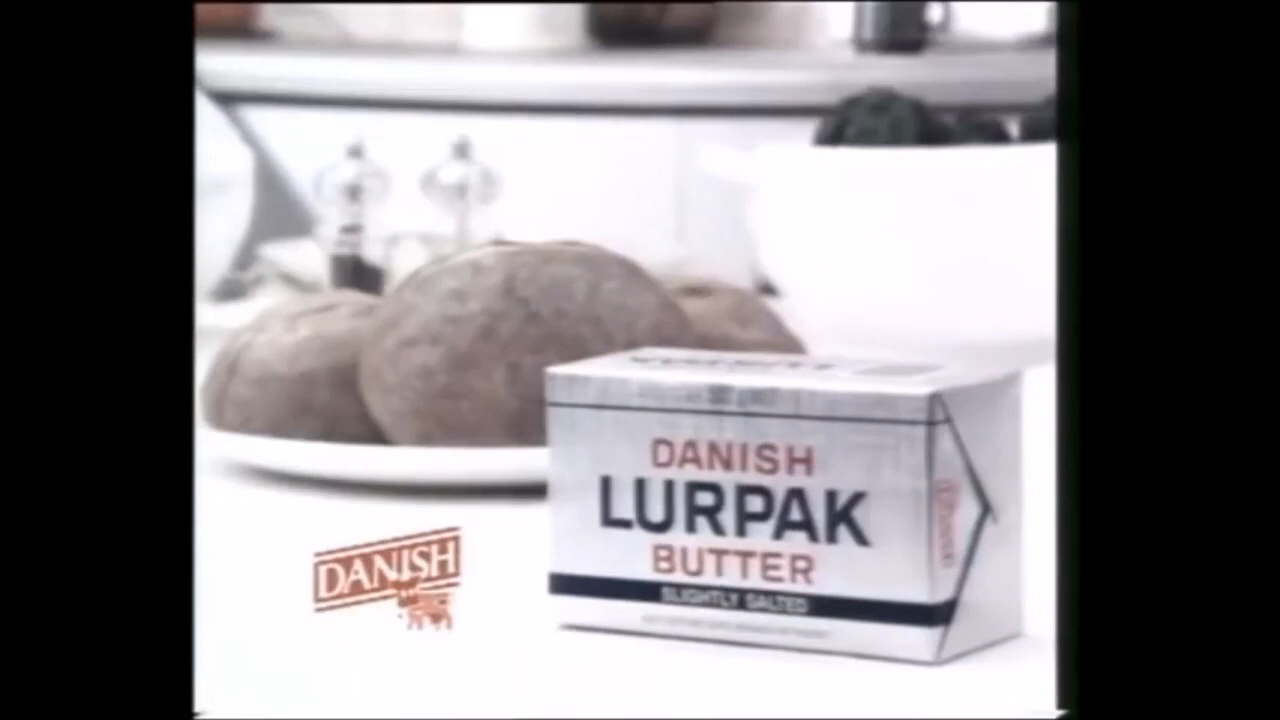 DANISH
LURPAK
BUTTER
SLIGHTLY SALTED
DANISH